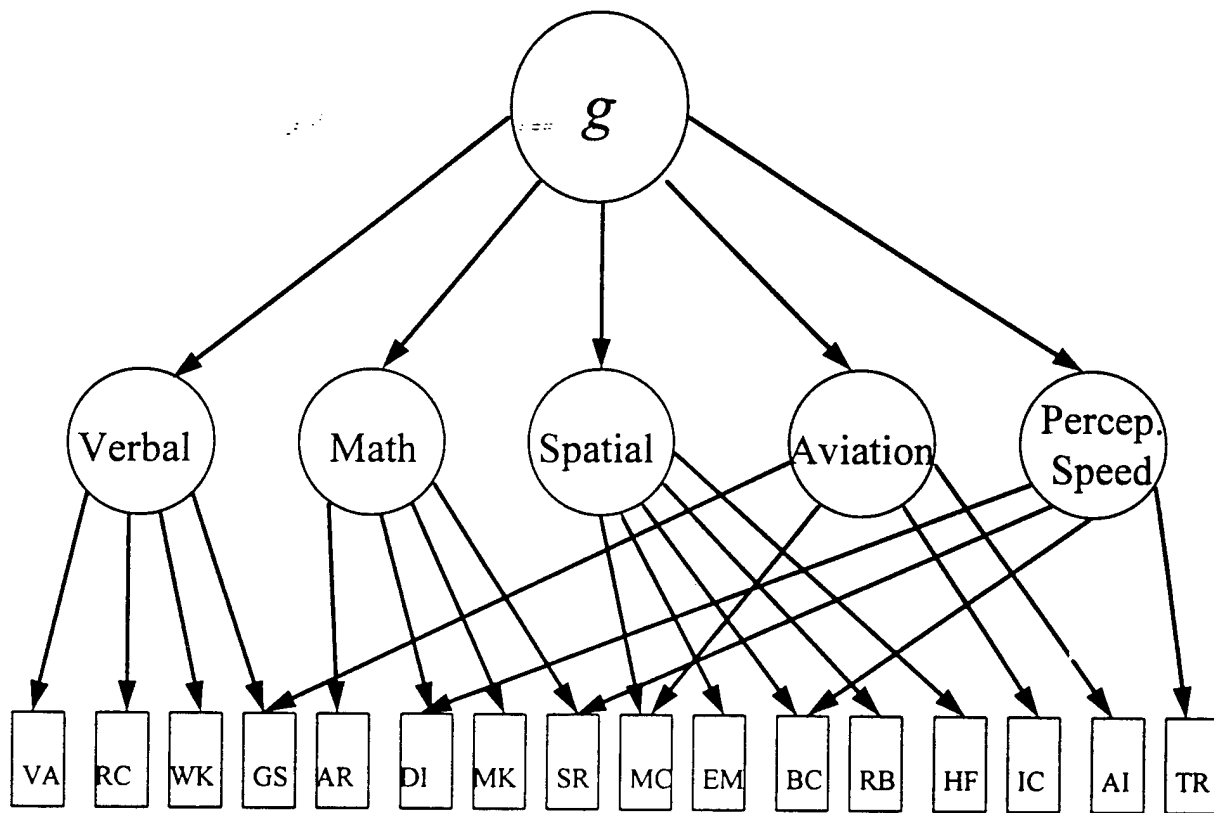 g
Verbal
Math
Spatial
Aviation
Percep.
Speed
VA
RC
WK
GS
AR
DI
MK
SR
MC
EM
BC
RB
HF
IC
AI
TR